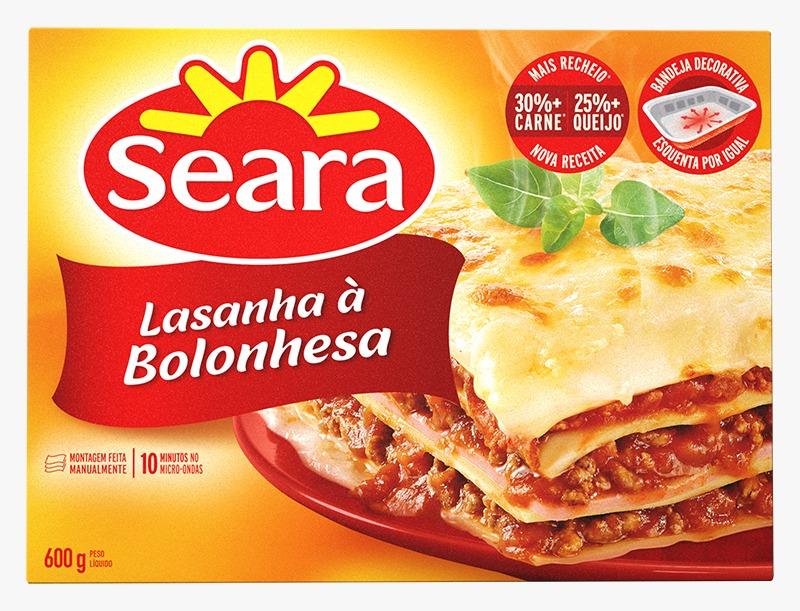 Seara
Lasanha à
Bolonhesa
MAIS RECHEIO*
30%+ CARNE*
25%+ QUEIJO*
NOVA RECEITA
BANDEJA DECORATIVA
ESQUENTA POR IGUAL
MONTAGEM FEITA
MANUALMENTE
10 MINUTOS NO
MICRO-ONDAS
600g PESO
LÍQUIDO